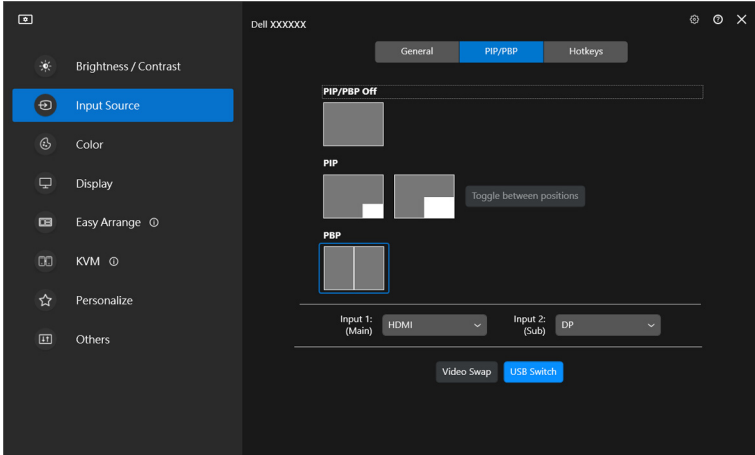 Dell XXXXXX
General
PIP/PBP
Hotkeys
Brightness / Contrast
Input Source
Color
Display
Easy Arrange
KVM
Personalize
Others
PIP/PBP Off
PIP
Toggle between positions
PBP
Input 1:
(Main)
HDMI
Input 2:
(Sub)
DP
Video Swap
USB Switch